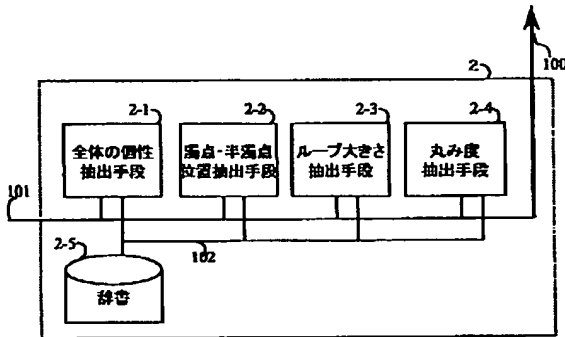 100
2
2-1
2-2
2-3
2-4
全体の個性
抽出手段
濁点・半濁点
位置抽出手段
ループ大きさ
抽出手段
丸み度
抽出手段
101
2-5
102
辞書